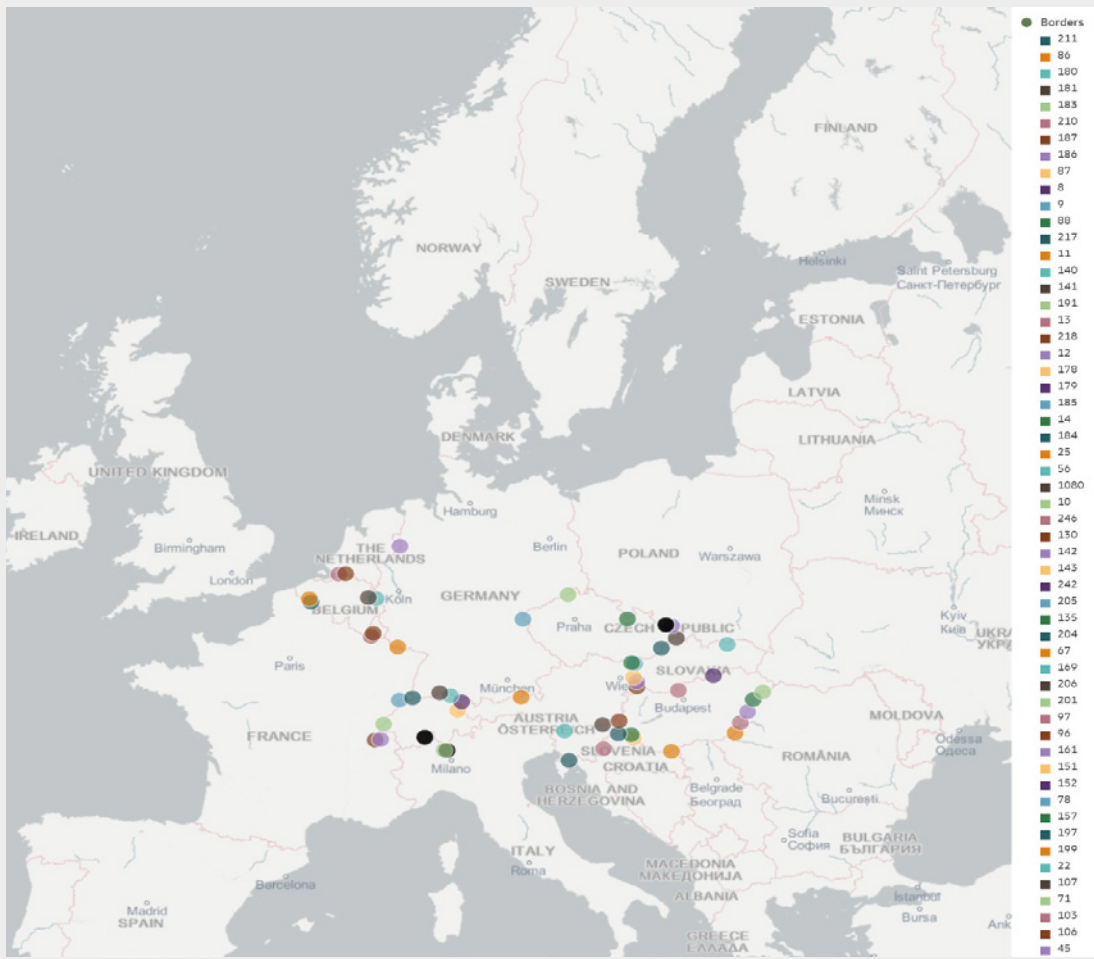 Borders
211
86
180
181
183
210
187
186
87
8
9
88
217
11
140
141
191
13
218
12
178
179
185
14
184
25
56
1080
10
246
130
142
143
242
205
135
204
67
169
206
201
97
96
161
151
152
78
157
197
199
22
107
71
103
106
45
FINLAND
NORWAY
Helsinki
Saint Petersburg
Санкт-Петербург
SWEDEN
ESTONIA
LATVIA
DENMARK
LITHUANIA
UNITED KINGDOM
Minsk
Минск
Hamburg
IRELAND
Birmingham
THE
NETHERLANDS
Berlin
POLAND
Warszawa
London
Köln
GERMANY
BELGIUM
Kyiv
Київ
Praha
CZECH
PUBLIC
Paris
SLOVAKIA
München
Wie
Budapest
MOLDOVA
AUSTRIA
ÖSTERREICH
FRANCE
Odessa
Одеса
SLOVENIA
ROMÂNIA
CROATIA
Milano
BOSNIA AND
HERZEGOVINA
Belgrade
Београд
București
Sofia
София
BULGARIA
БЪЛГАРИЯ
ITALY
Roma
MACEDONIA
МАКЕДОНИЈА
Barcelona
ALBANIA
İstanbul
Madrid
SPAIN
Bursa
Ank
GREECE
ΕΛΛΑΔΑ